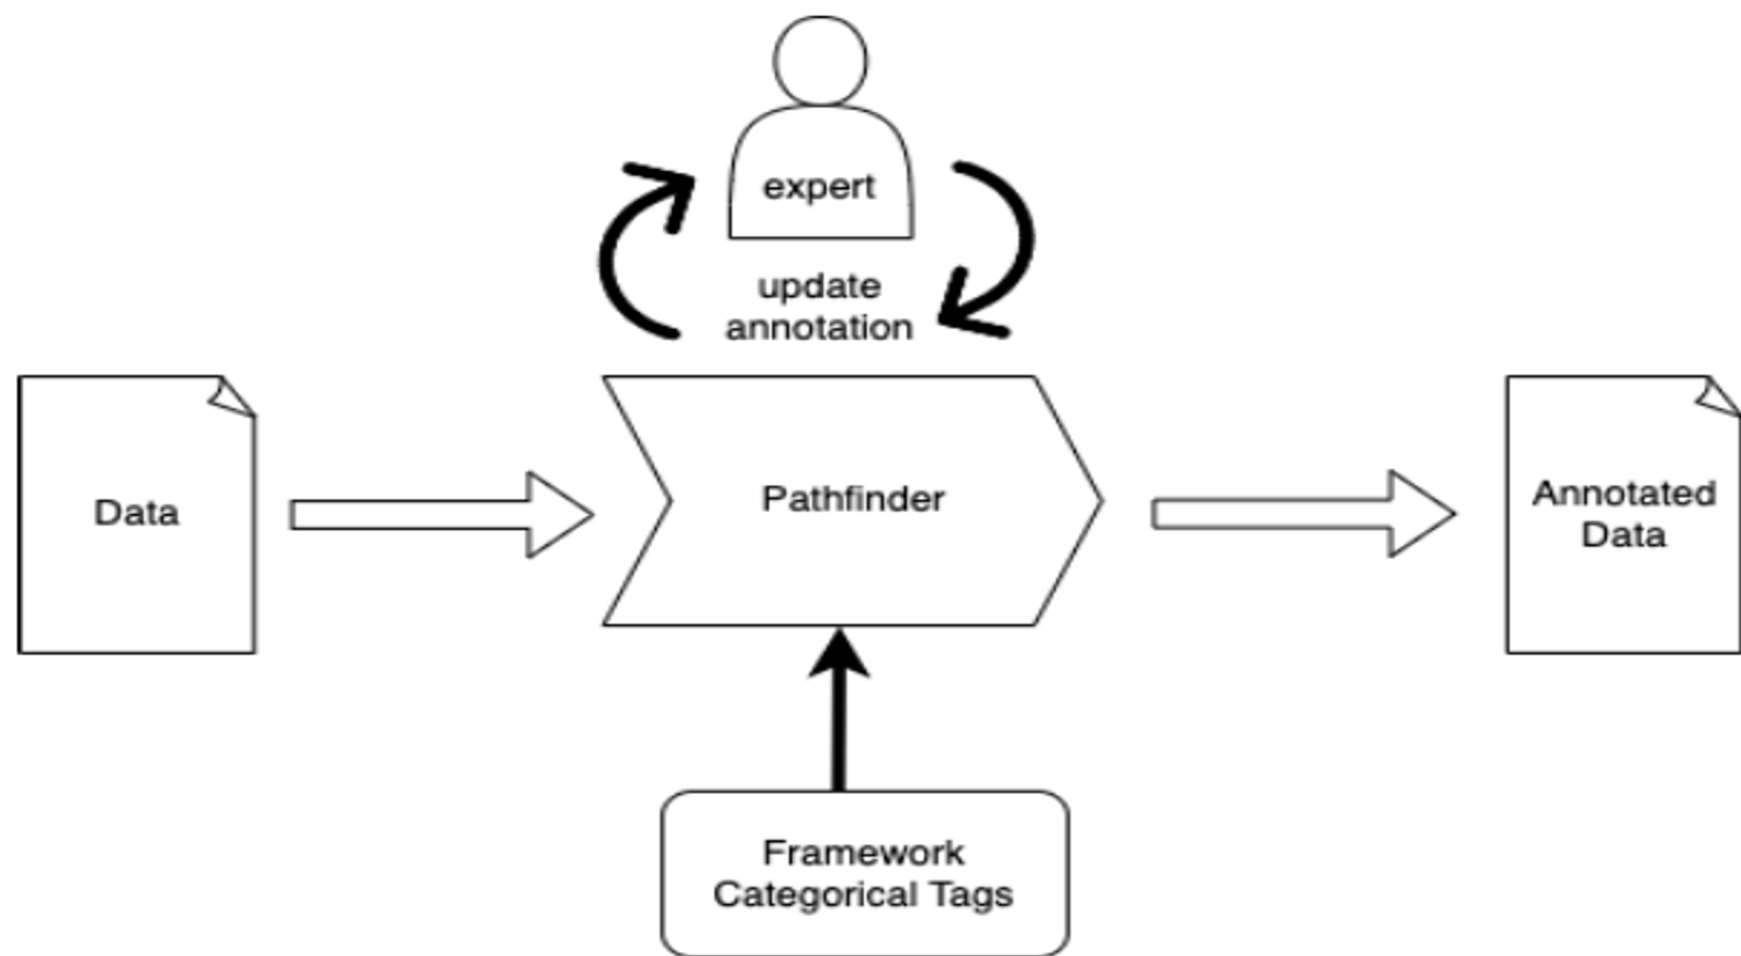 expert
update
annotation
Data
Pathfinder
Annotated
Data
Framework
Categorical Tags